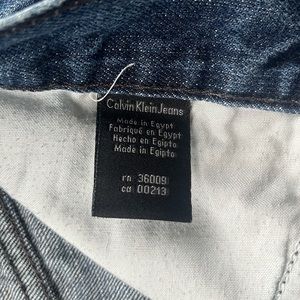 Calvin Klein Jeans
Made in Egypt
Fabriqué en Egypt
Hecho en Egipto
Made in Egipto
rn 36009
ca 00213